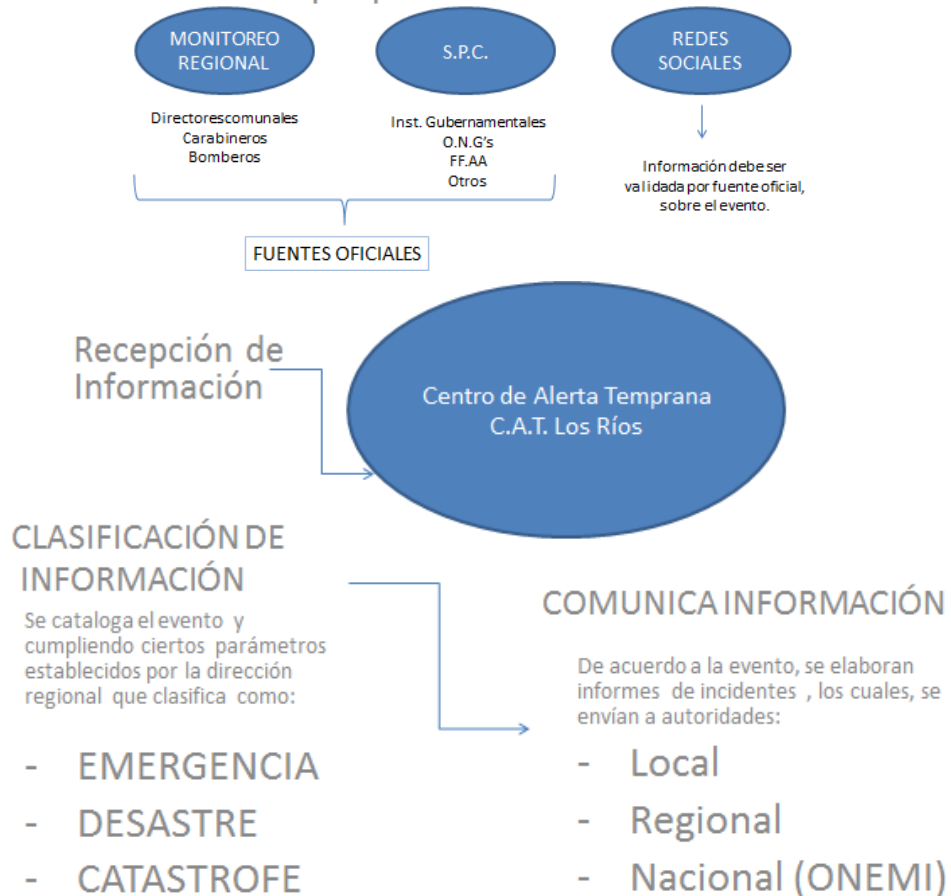 MONITOREO
REGIONAL
S.P.C.
REDES
SOCIALES
Directorescomunales
Carabineros
Bomberos
Inst. Gubernamentales
O.N.G's
FF.AA
Otros
Información debe ser
validada por fuente oficial,
sobre el evento.
FUENTES OFICIALES
Recepción de
Información
Centro de Alerta Temprana
C.A.T. Los Ríos
CLASIFICACIÓN DE
INFORMACIÓN
Se cataloga el evento y
cumpliendo ciertos parámetros
establecidos por la dirección
regional que clasifica como:
- EMERGENCIA
- DESASTRE
- CATASTROFE
COMUNICA INFORMACIÓN
De acuerdo a la evento, se elaboran
informes de incidentes , los cuales, se
envían a autoridades:
- Local
- Regional
- Nacional (ONEMI)